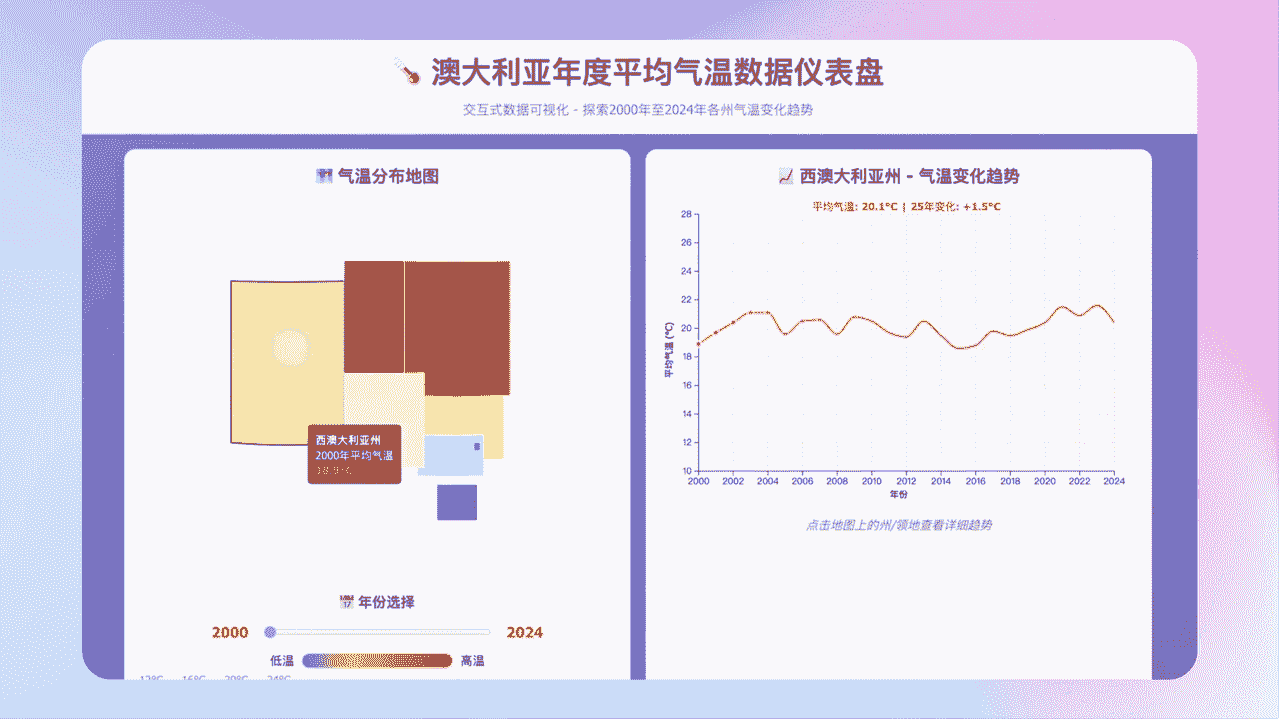 澳大利亚年度平均气温数据仪表盘
交互式数据可视化 - 探索2000年至2024年各州气温变化趋势
气温分布地图
西澳大利亚州
2000年平均气温
17 年份选择
2000 2024
低温 高温
12°C 16°C 20°C 24°C
西澳大利亚州 - 气温变化趋势
平均气温: 20.1°C | 25年变化: +1.5°C
28
26
24
22
20
18
16
14
12
10
平均气温 (°C)
2000 2002 2004 2006 2008 2010 2012 2014 2016 2018 2020 2022 2024
年份
点击地图上的州/领地查看详细趋势